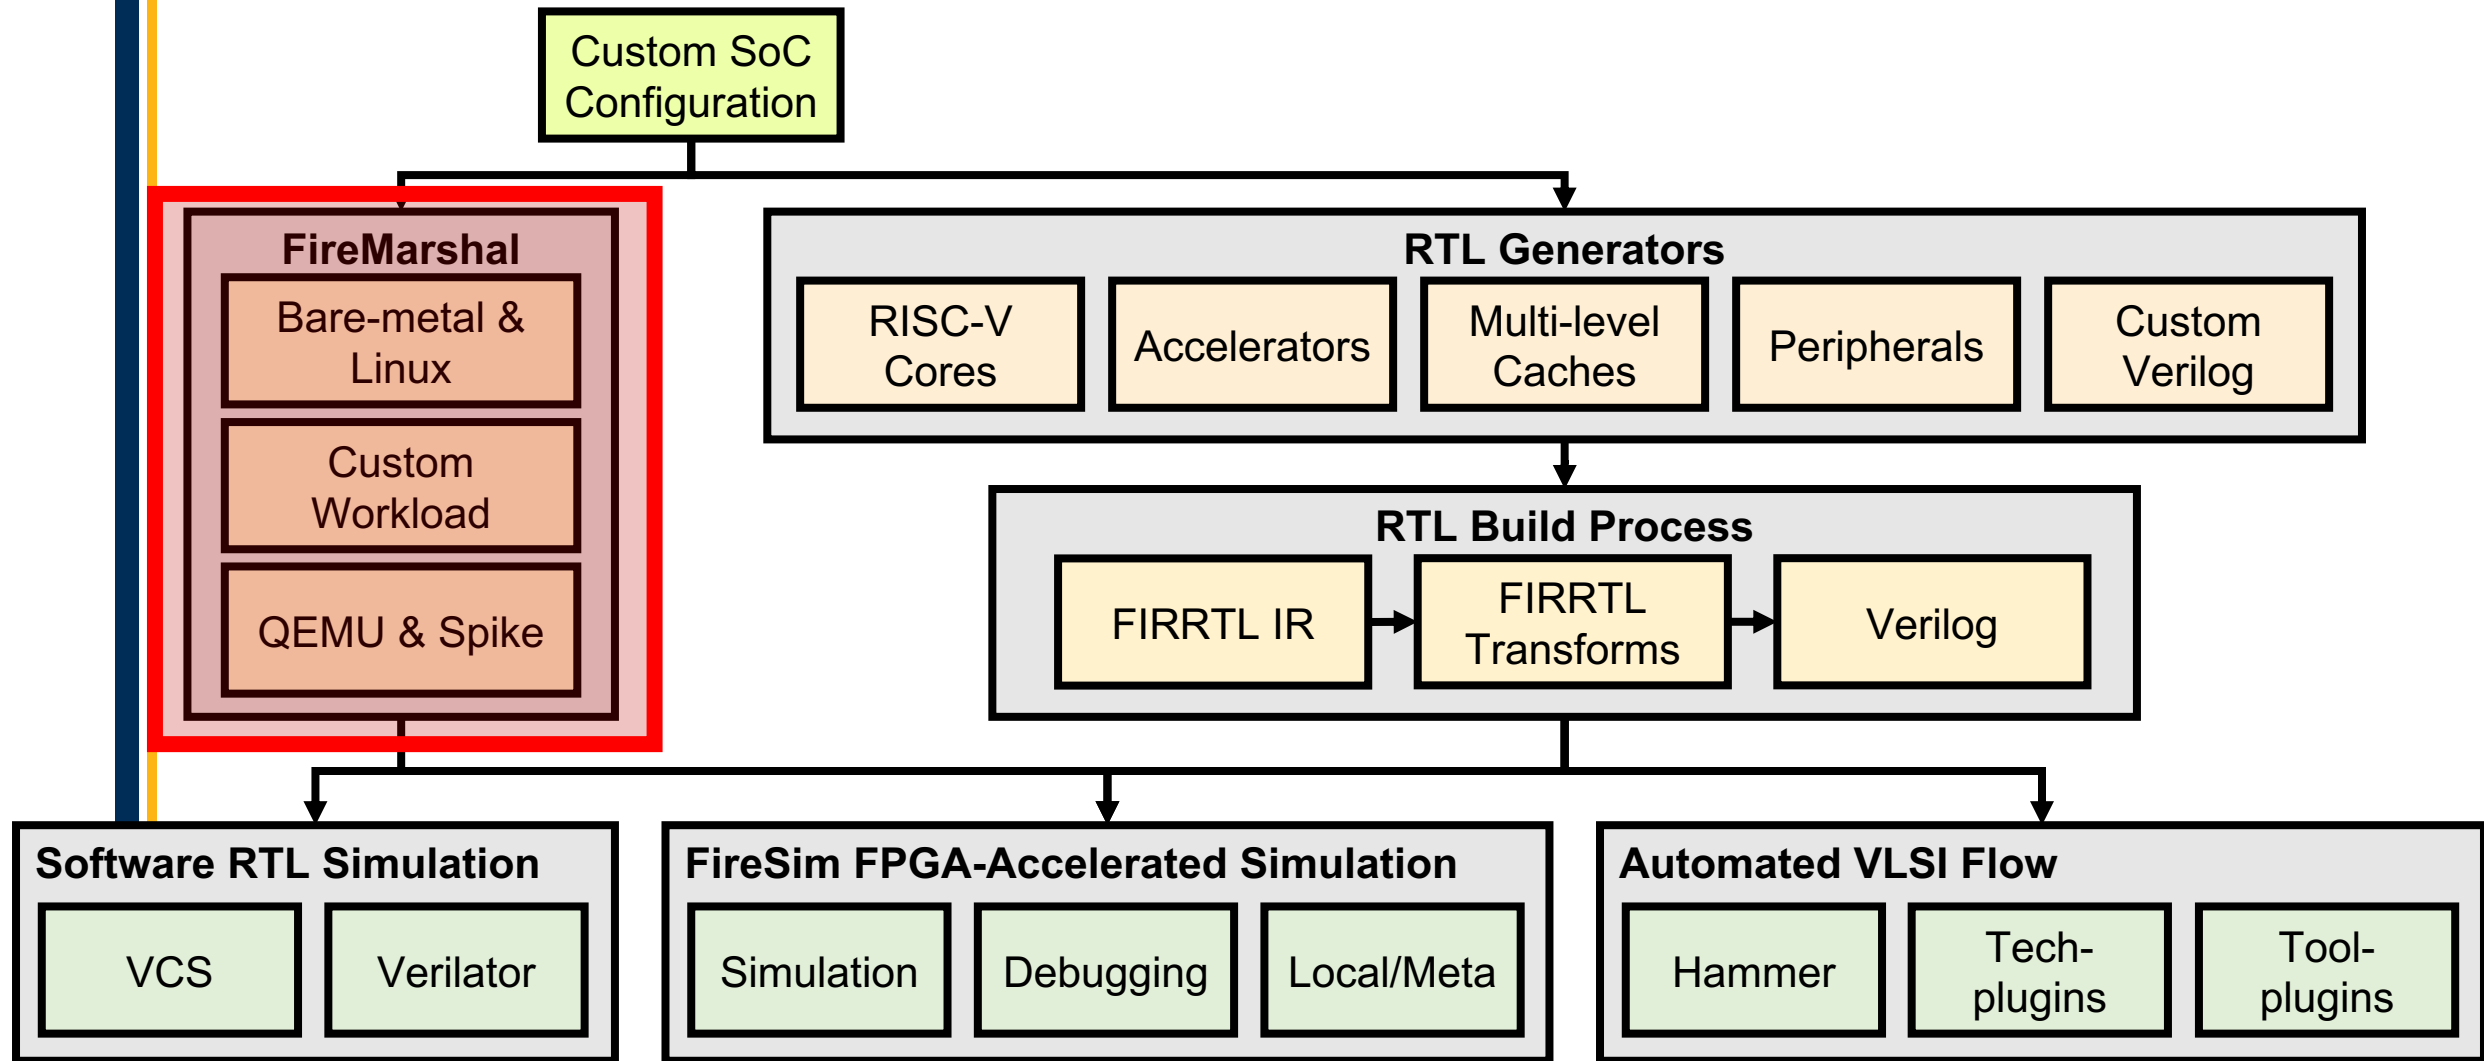 Custom SoC
Configuration
FireMarshal
Bare-metal &
Linux
Custom
Workload
QEMU & Spike
RTL Generators
RISC-V
Cores
Accelerators
Multi-level
Caches
Peripherals
Custom
Verilog
RTL Build Process
FIRRTL IR
FIRRTL
Transforms
Verilog
Software RTL Simulation
VCS
Verilator
FireSim FPGA-Accelerated Simulation
Simulation
Debugging
Local/Meta
Automated VLSI Flow
Hammer
Tech-
plugins
Tool-
plugins